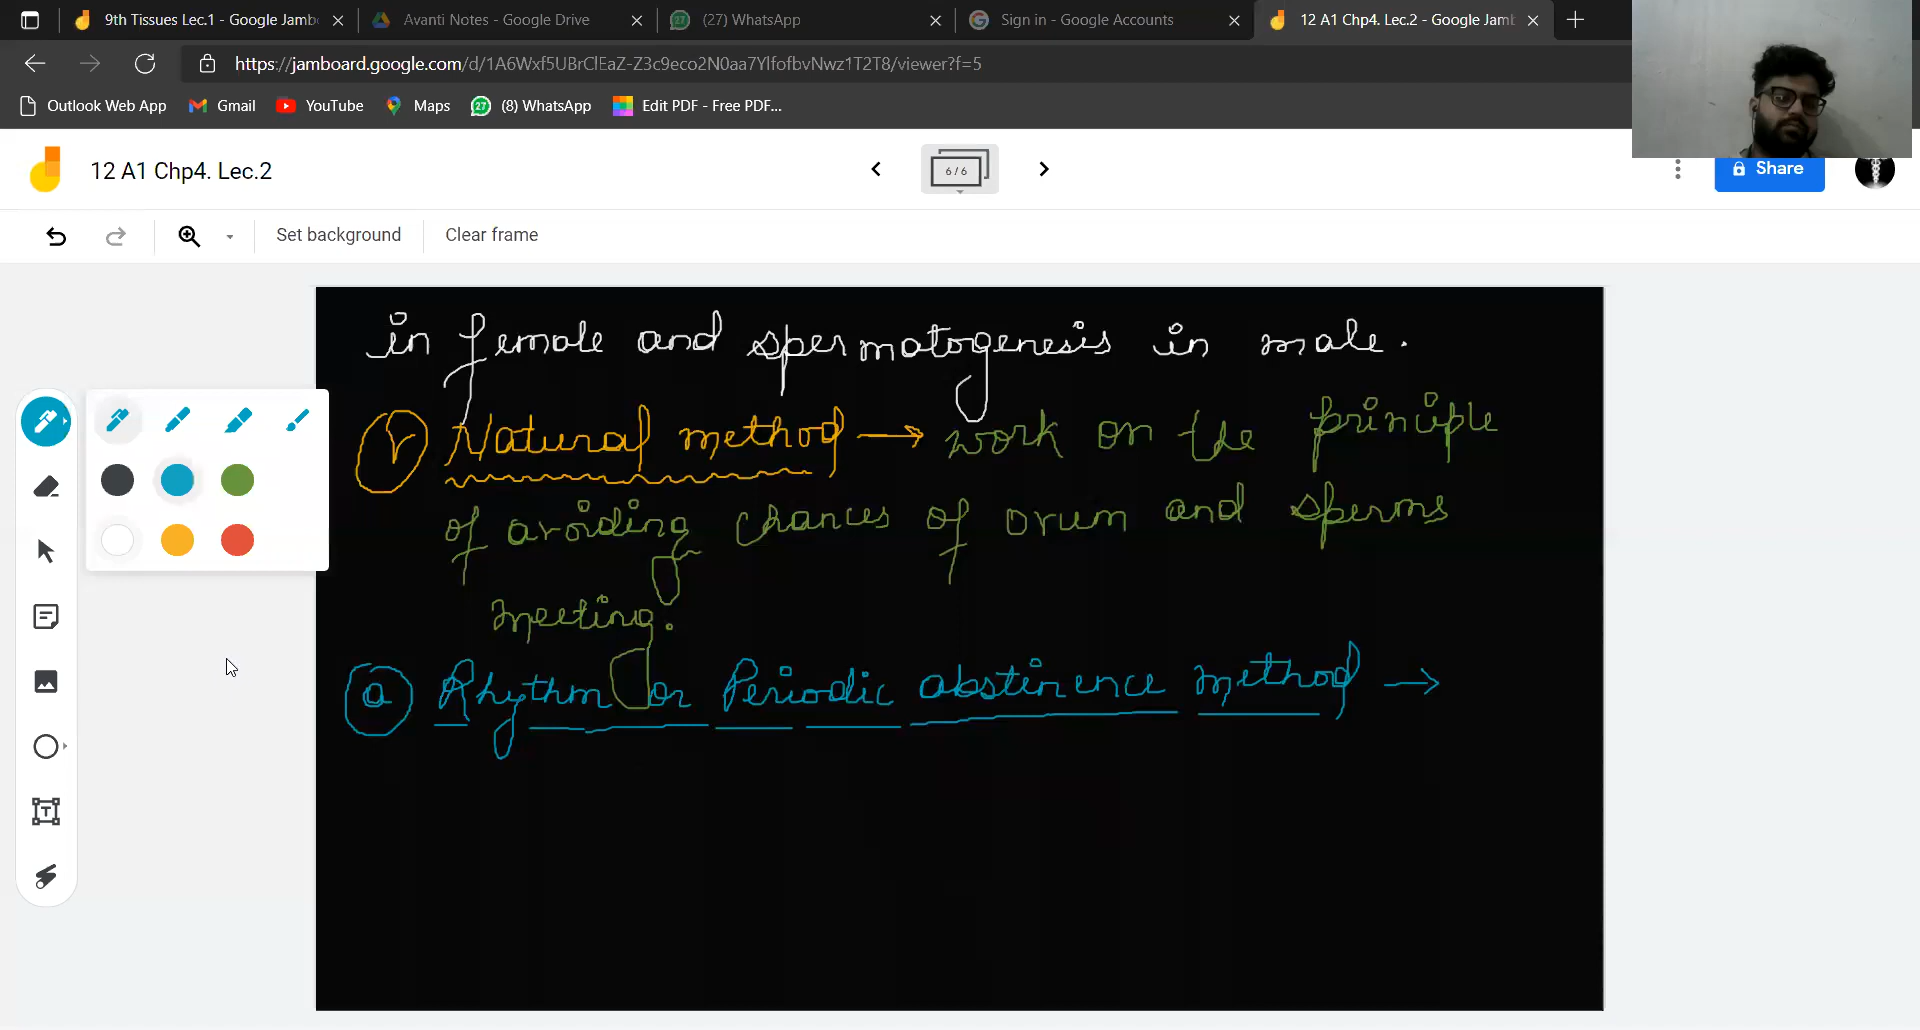 9th Tissues Lec.1 - Google Jambo
Avanti Notes - Google Drive
(27) WhatsApp
Sign in - Google Accounts
12 A1 Chp4. Lec.2 - Google Jamb
https://jamboard.google.com/d/1A6Wxf5UBrClEaZ-Z3c9eco2N0aa7YlfofbvNwz1T2T8/viewer?f=5
Outlook Web App
Gmail
YouTube
Maps
27
(8) WhatsApp
Edit PDF - Free PDF...
12 A1 Chp4. Lec.2
6 / 6
Share
Set background
Clear frame
in female and spermatogenesis in male.
Natural method → work on the principle
of avoiding chances of ovum and sperms
meeting.
a Rhythm or Periodic abstinence method →